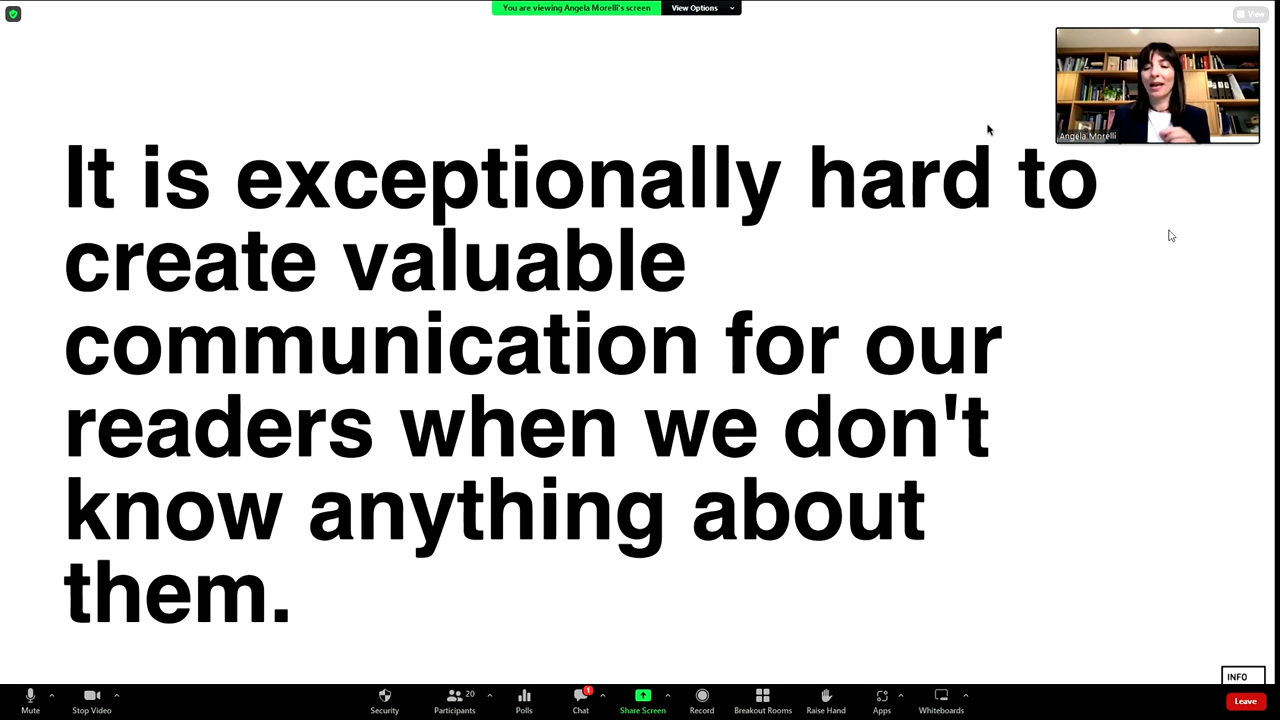 You are viewing Angela Morelli's screen
View Options
View
Angela Morelli
It is exceptionally hard to
create valuable
communication for our
readers when we don't
know anything about
them.
INFO
Mute
Stop Video
Security
Participants
20
Polls
Chat
1
Share Screen
Record
Breakout Rooms
Raise Hand
Apps
Whiteboards
Leave